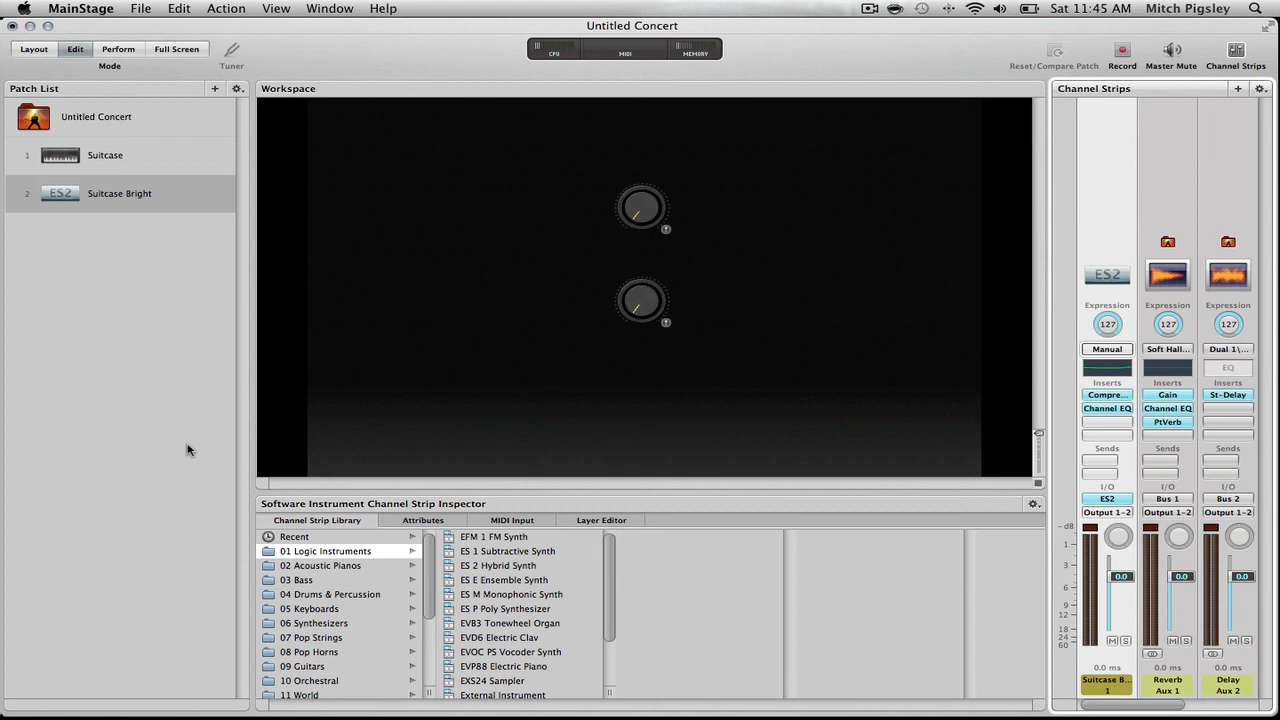 MainStage File Edit Action View Window Help Sat 11:45 AM Mitch Pigsley
Untitled Concert
Layout Edit Perform Full Screen
Mode Tuner
CPU MIDI MEMORY
Reset/Compare Patch Record Master Mute Channel Strips
Patch List + Workspace Channel Strips +
Untitled Concert
1 Suitcase
2 ES2 Suitcase Bright
ES2
Expression Expression Expression
127 127 127
Manual Soft Hall... Dual 1\...
EQ
Inserts Inserts Inserts
Compre... Gain St-Delay
Channel EQ Channel EQ
PtVerb
Sends Sends Sends
I/O I/O I/O
ES2 Bus 1 Bus 2
Output 1-2 Output 1-2 Output 1-2
- dB
1
3
6
9
12
18
24
60
0.0 0.0 0.0
M S M S M S
0.0 ms 0.0 ms 0.0 ms
Suitcase B... Reverb Delay
1 Aux 1 Aux 2
Software Instrument Channel Strip Inspector
Channel Strip Library Attributes MIDI Input Layer Editor
Recent EFM 1 FM Synth
01 Logic Instruments ES 1 Subtractive Synth
02 Acoustic Pianos ES 2 Hybrid Synth
03 Bass ES E Ensemble Synth
04 Drums & Percussion ES M Monophonic Synth
05 Keyboards ES P Poly Synthesizer
06 Synthesizers EVB3 Tonewheel Organ
07 Pop Strings EVD6 Electric Clav
08 Pop Horns EVOC PS Vocoder Synth
09 Guitars EVP88 Electric Piano
10 Orchestral EXS24 Sampler
11 World External Instrument